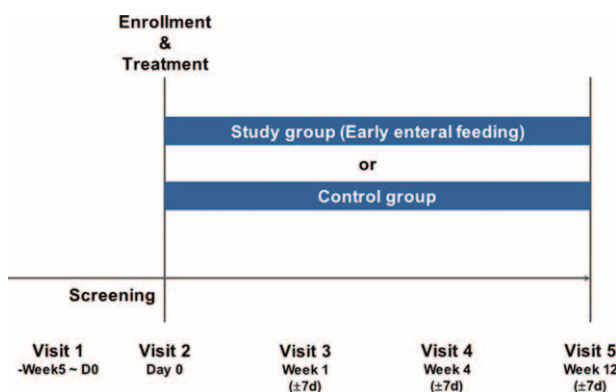 Enrollment
&
Treatment
Study group (Early enteral feeding)
or
Control group
Screening
Visit 1
-Week5 ~ D0
Visit 2
Day 0
Visit 3
Week 1
(±7d)
Visit 4
Week 4
(±7d)
Visit 5
Week 12
(±7d)